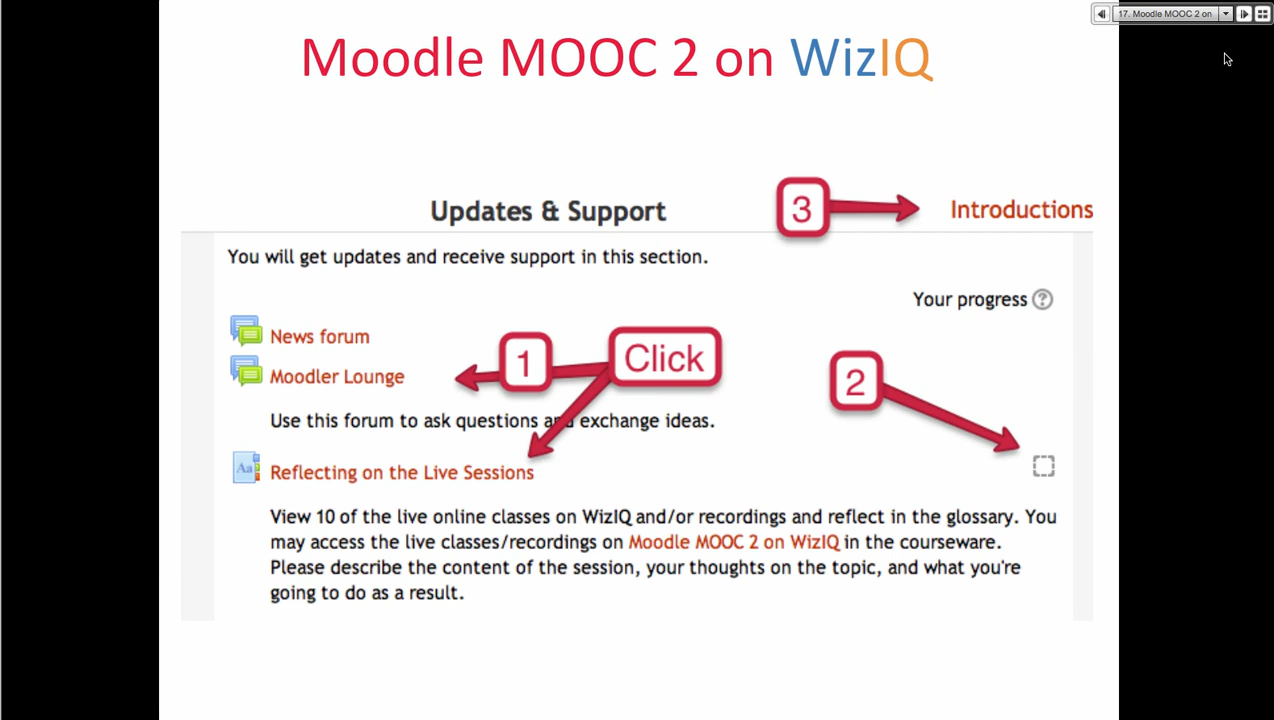 17. Moodle MOOC 2 on
Moodle MOOC 2 on WizIQ
Updates & Support
3
Introductions
You will get updates and receive support in this section.
Your progress ?
News forum
1
Click
2
Moodler Lounge
Use this forum to ask questions and exchange ideas.
Aa
Reflecting on the Live Sessions
View 10 of the live online classes on WizIQ and/or recordings and reflect in the glossary. You
may access the live classes/recordings on Moodle MOOC 2 on WizIQ in the courseware.
Please describe the content of the session, your thoughts on the topic, and what you're
going to do as a result.